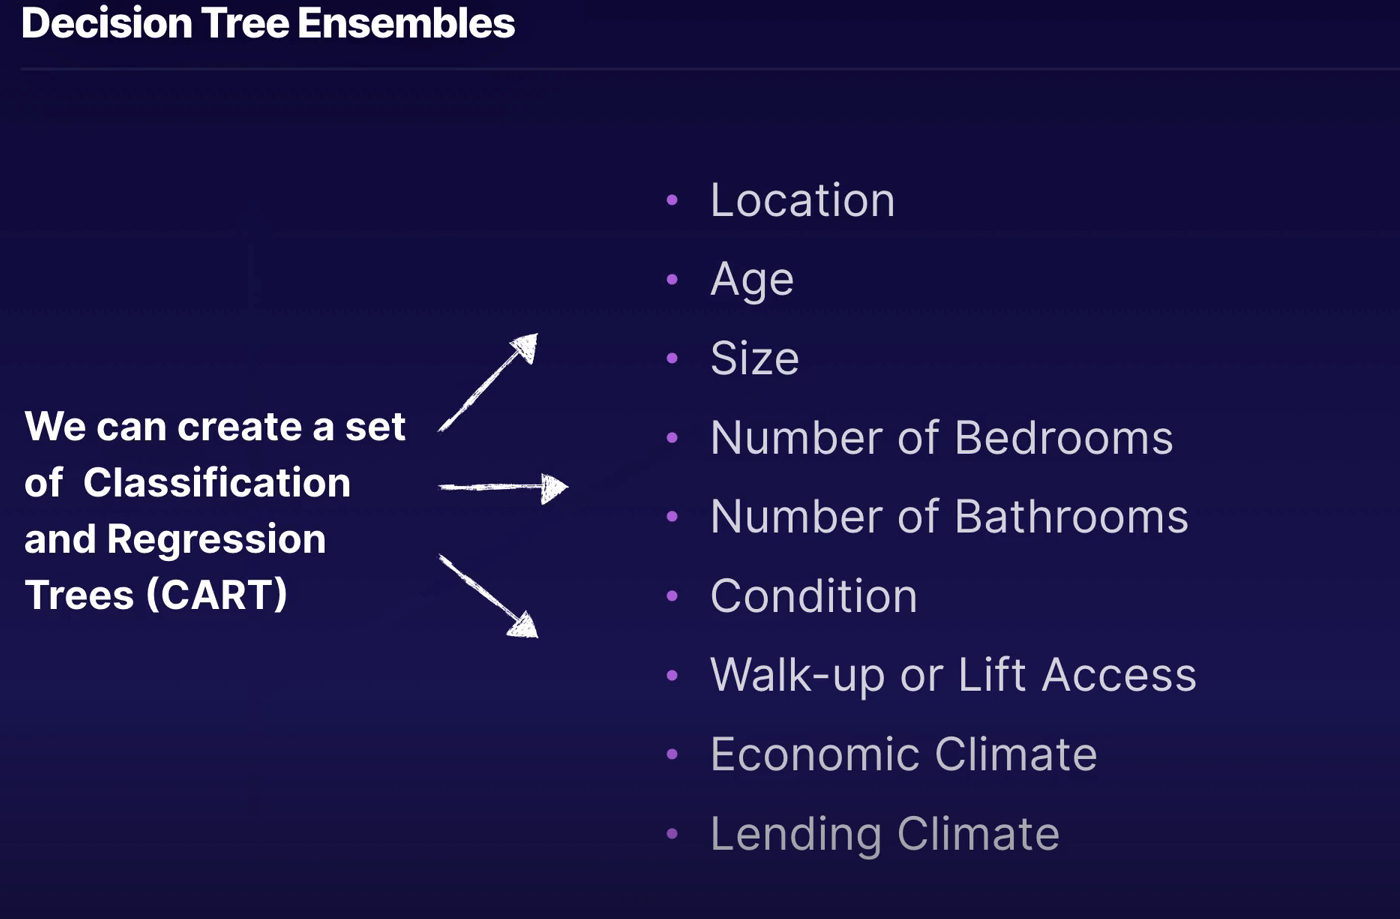 Decision Tree Ensembles
We can create a set
of Classification
and Regression
Trees (CART)
• Location
• Age
• Size
• Number of Bedrooms
• Number of Bathrooms
• Condition
• Walk-up or Lift Access
• Economic Climate
• Lending Climate